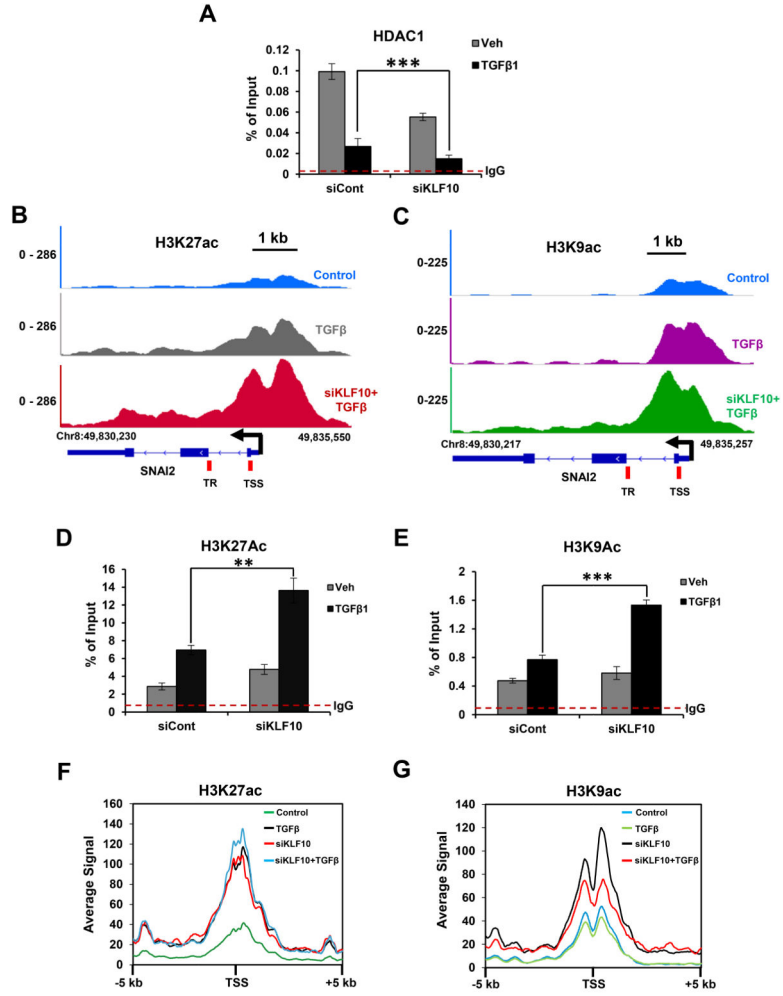 A
HDAC1
Veh
TGFβ1
***
0.12
0.1
0.08
0.06
0.04
0.02
0
% of Input
IgG
siCont
siKLF10
B
H3K27ac
1 kb
0 - 286
Control
0 - 286
TGFβ
0 - 286
siKLF10+
TGFβ
Chr8:49,830,230
49,835,550
SNAI2
TR
TSS
C
H3K9ac
1 kb
0-225
Control
0-225
TGFβ
0-225
siKLF10+
TGFβ
Chr8:49,830,217
49,835,257
SNAI2
TR
TSS
D
H3K27Ac
**
Veh
TGFβ1
16
14
12
10
8
6
4
2
0
% of Input
IgG
siCont
siKLF10
E
H3K9Ac
***
Veh
TGFβ1
2
1.6
1.2
0.8
0.4
0
% of Input
IgG
siCont
siKLF10
F
H3K27ac
Control
TGFβ
siKLF10
siKLF10+TGFβ
160
140
120
100
80
60
40
20
0
Average Signal
-5 kb
TSS
+5 kb
G
H3K9ac
Control
TGFβ
siKLF10
siKLF10+TGFβ
140
120
100
80
60
40
20
0
Average Signal
-5 kb
TSS
+5 kb